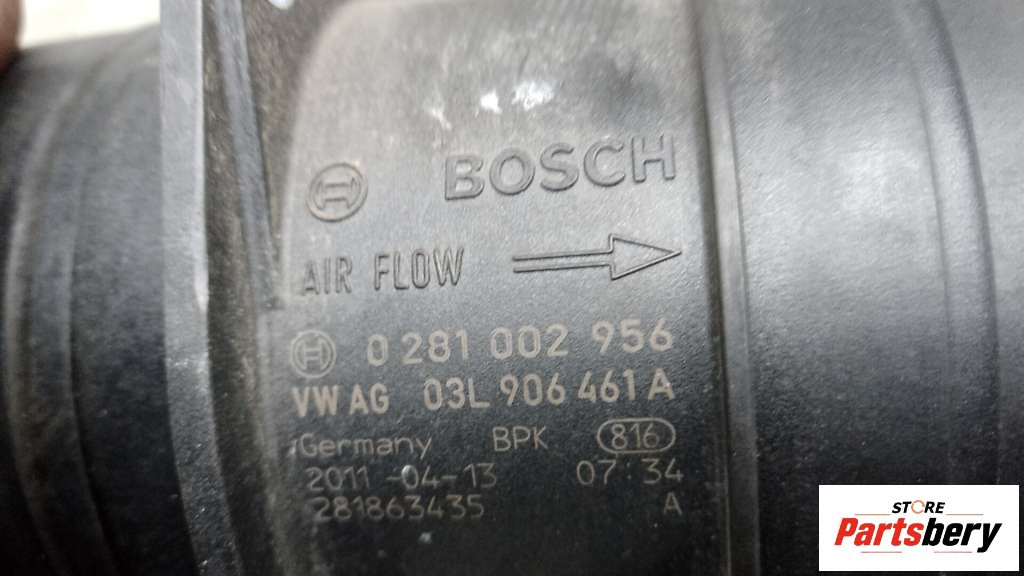 BOSCH
AIR FLOW
0 281 002 956
VW AG 03L 906 461 A
Germany BPK 816
2011-04-13 07:34
281863435 A
STORE
Partsbery